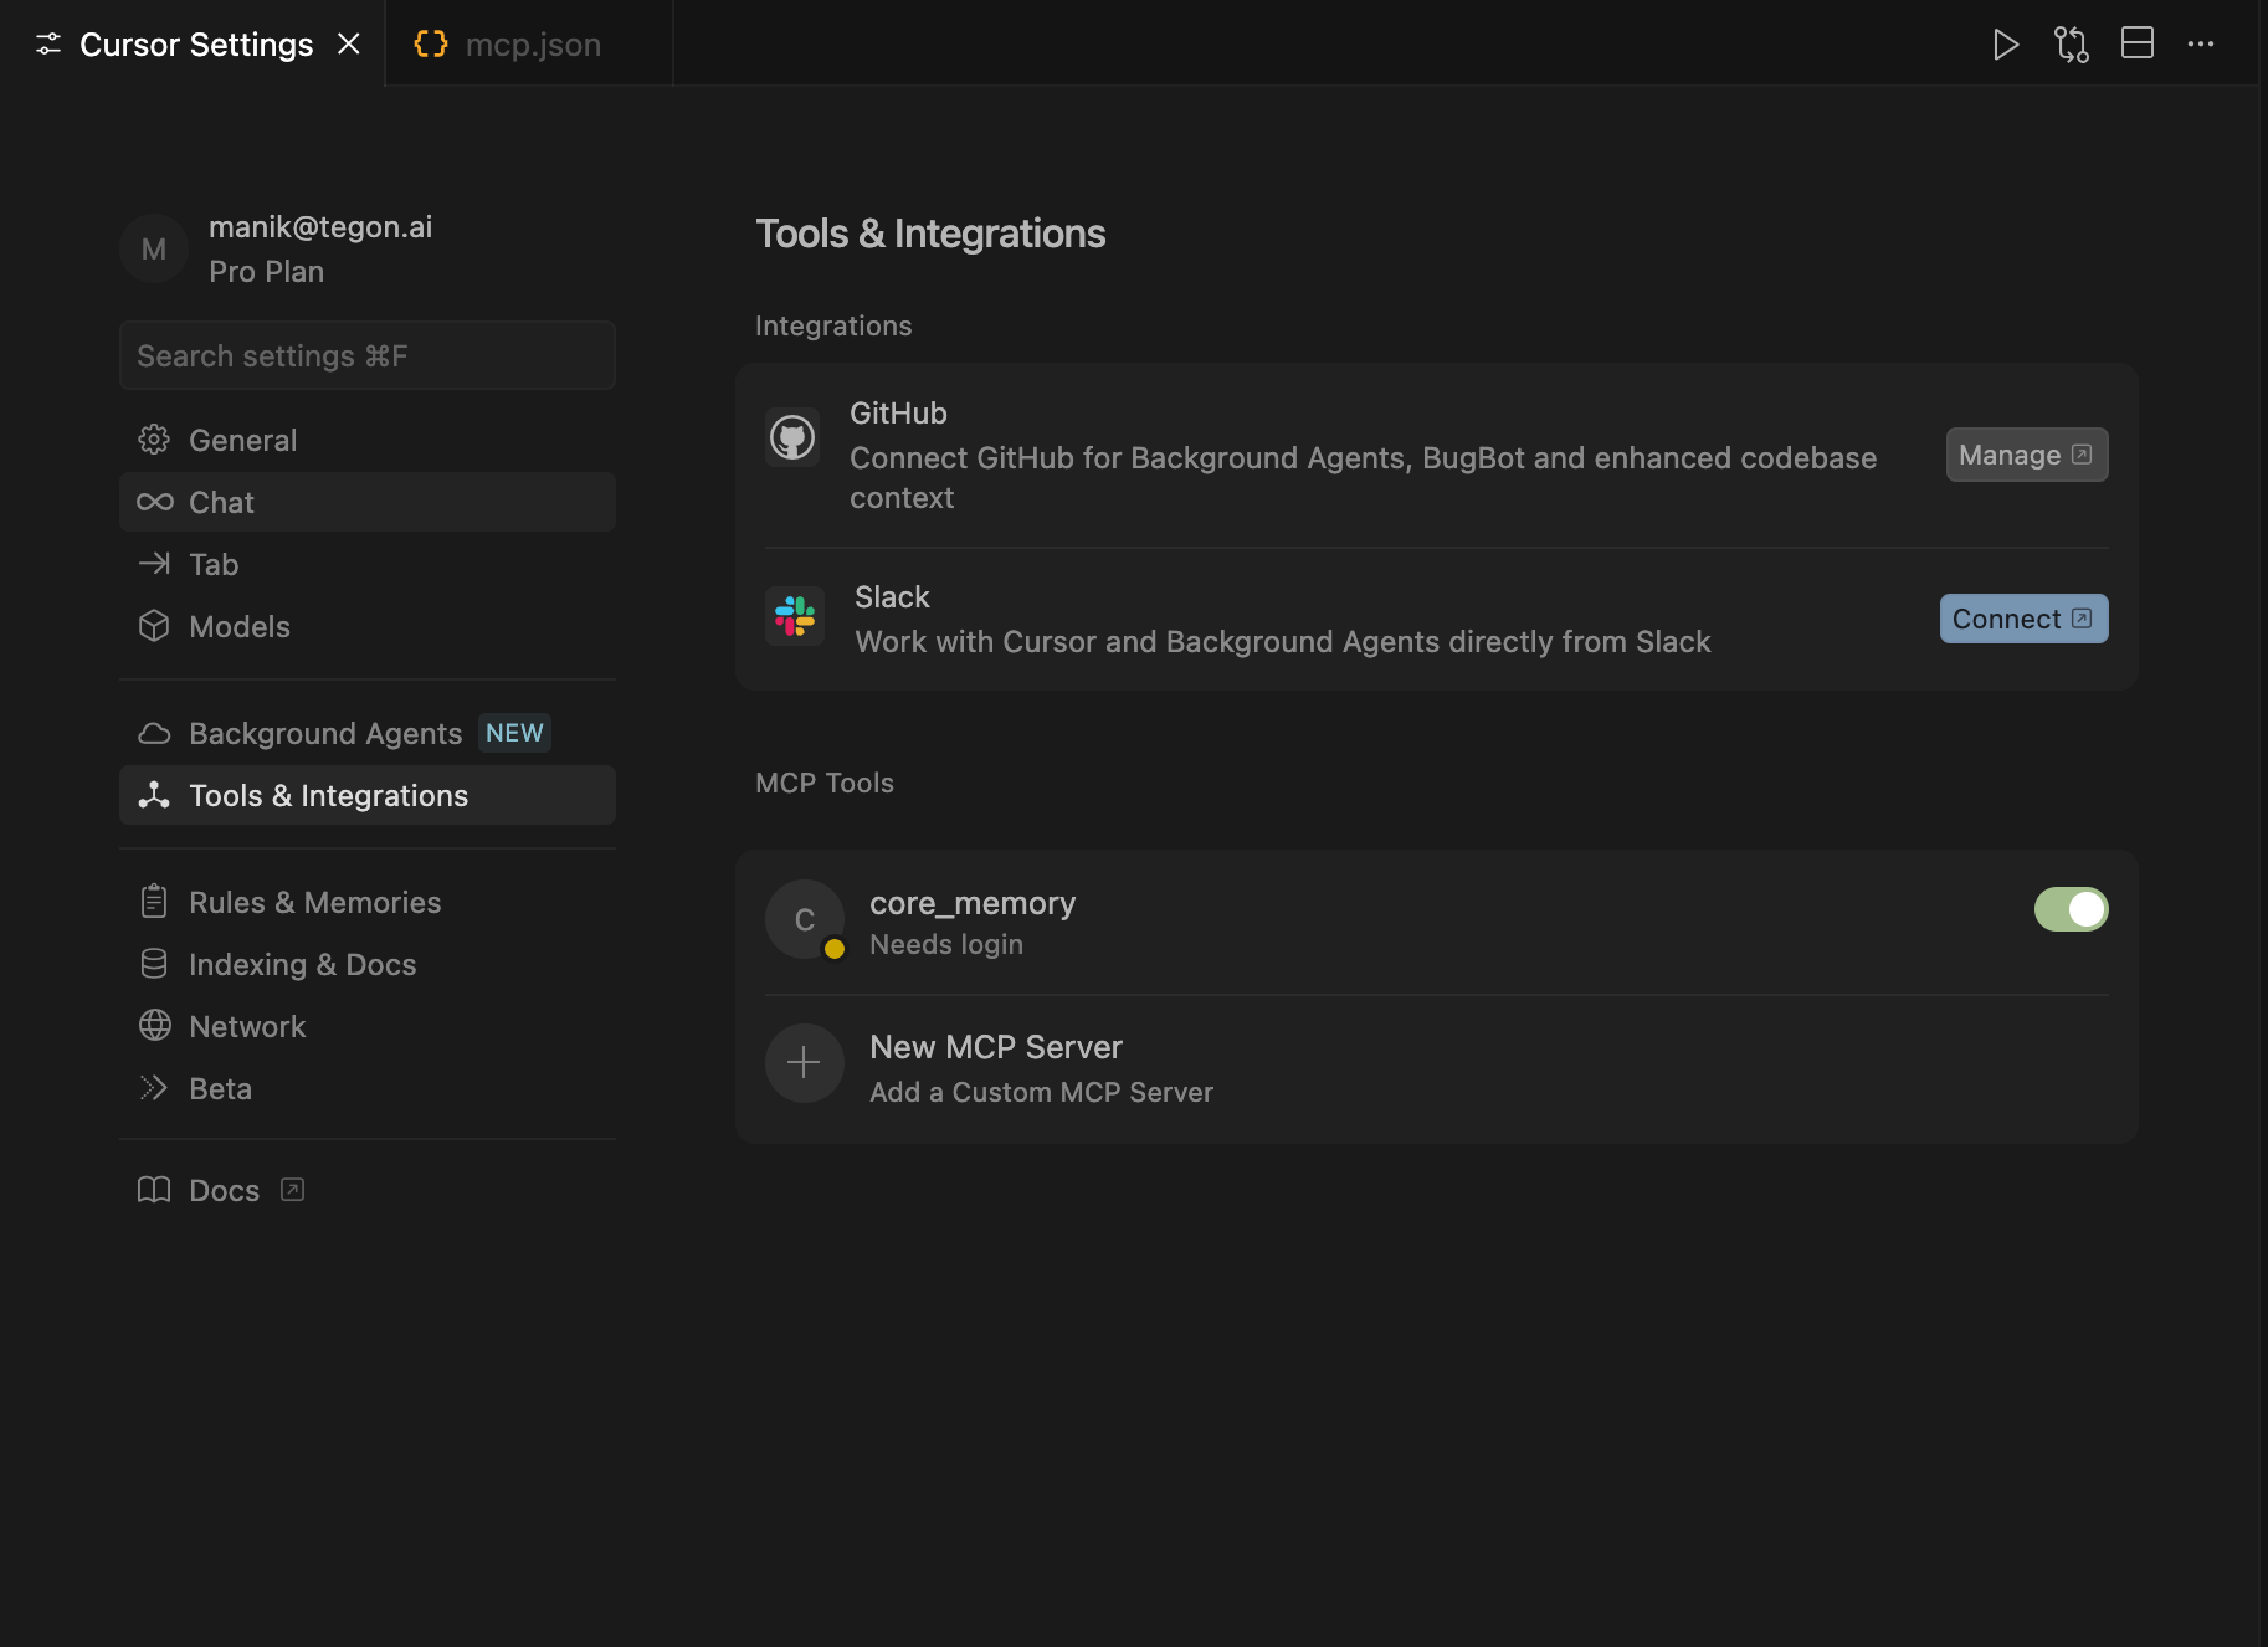 Cursor Settings
mcp.json
M
manik@tegon.ai
Pro Plan
Search settings ⌘F
General
Chat
Tab
Models
Background Agents NEW
Tools & Integrations
Rules & Memories
Indexing & Docs
Network
Beta
Docs
Tools & Integrations
Integrations
GitHub
Connect GitHub for Background Agents, BugBot and enhanced codebase
context
Manage
Slack
Work with Cursor and Background Agents directly from Slack
Connect
MCP Tools
C
core_memory
Needs login
New MCP Server
Add a Custom MCP Server